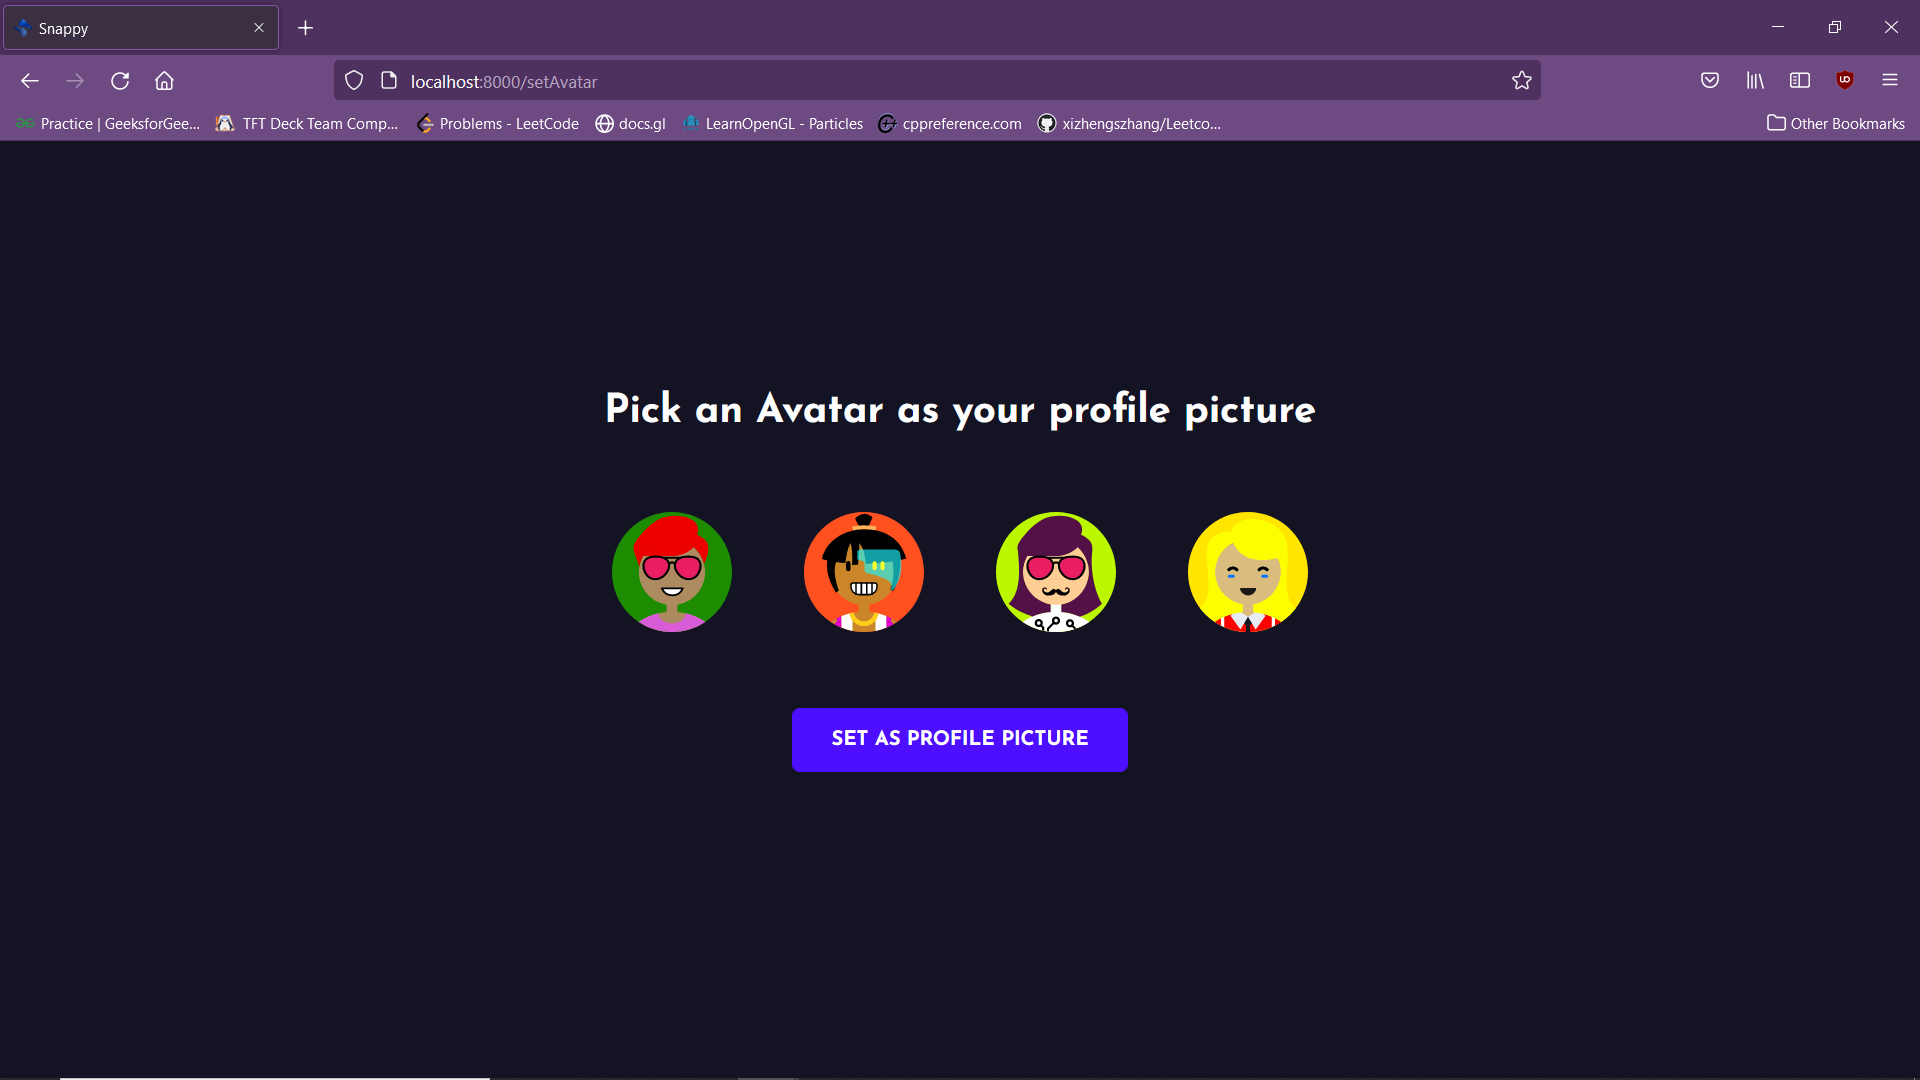 Snappy
localhost:8000/setAvatar
Practice | GeeksforGee... TFT Deck Team Comp... Problems - LeetCode docs.gl LearnOpenGL - Particles cppreference.com xizhengszhang/Leetco... Other Bookmarks
Pick an Avatar as your profile picture
SET AS PROFILE PICTURE